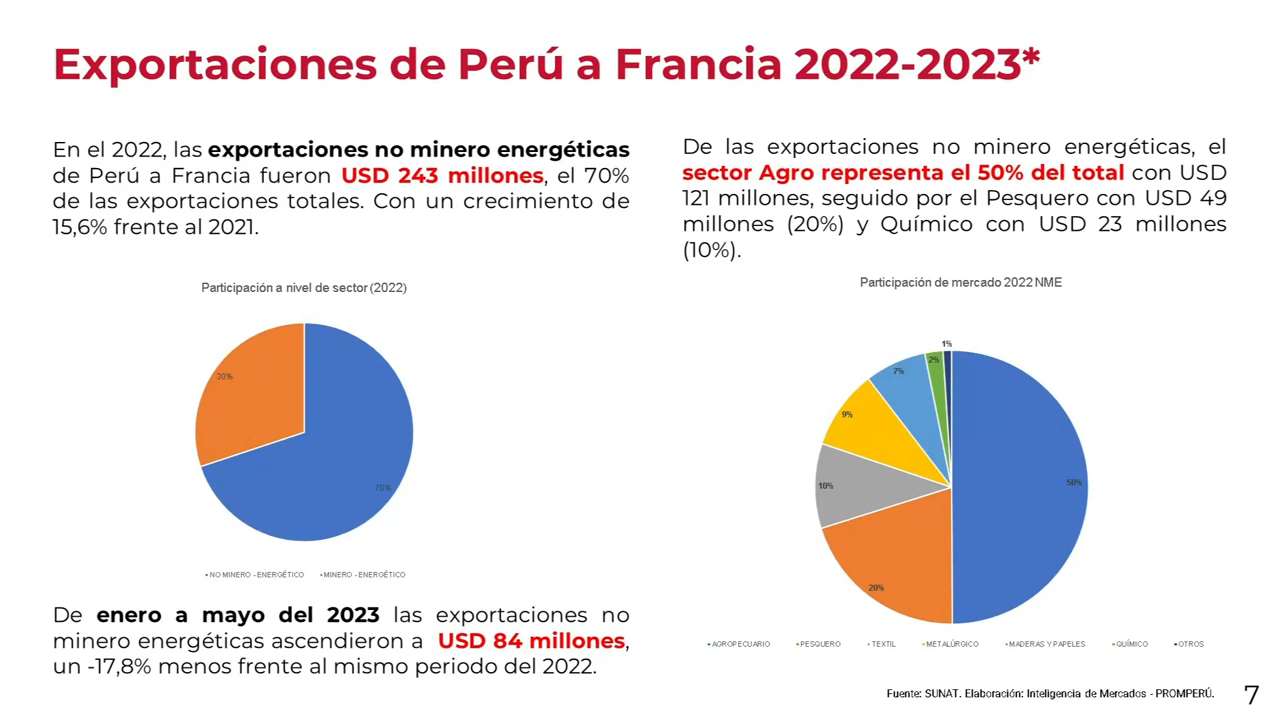 Exportaciones de Perú a Francia 2022-2023*
En el 2022, las exportaciones no minero energéticas
de Perú a Francia fueron USD 243 millones, el 70%
de las exportaciones totales. Con un crecimiento de
15,6% frente al 2021.
Participación a nivel de sector (2022)
30%
70%
NO MINERO - ENERGÉTICO
MINERO - ENERGÉTICO
De enero a mayo del 2023 las exportaciones no
minero energéticas ascendieron a USD 84 millones,
un -17,8% menos frente al mismo periodo del 2022.
De las exportaciones no minero energéticas, el
sector Agro representa el 50% del total con USD
121 millones, seguido por el Pesquero con USD 49
millones (20%) y Químico con USD 23 millones
(10%).
Participación de mercado 2022 NME
1%
2%
7%
9%
10%
50%
20%
AGROPECUARIO
PESQUERO
TEXTIL
METALÚRGICO
MADERAS Y PAPELES
QUÍMICO
OTROS
Fuente: SUNAT. Elaboración: Inteligencia de Mercados - PROMPERÚ.
7